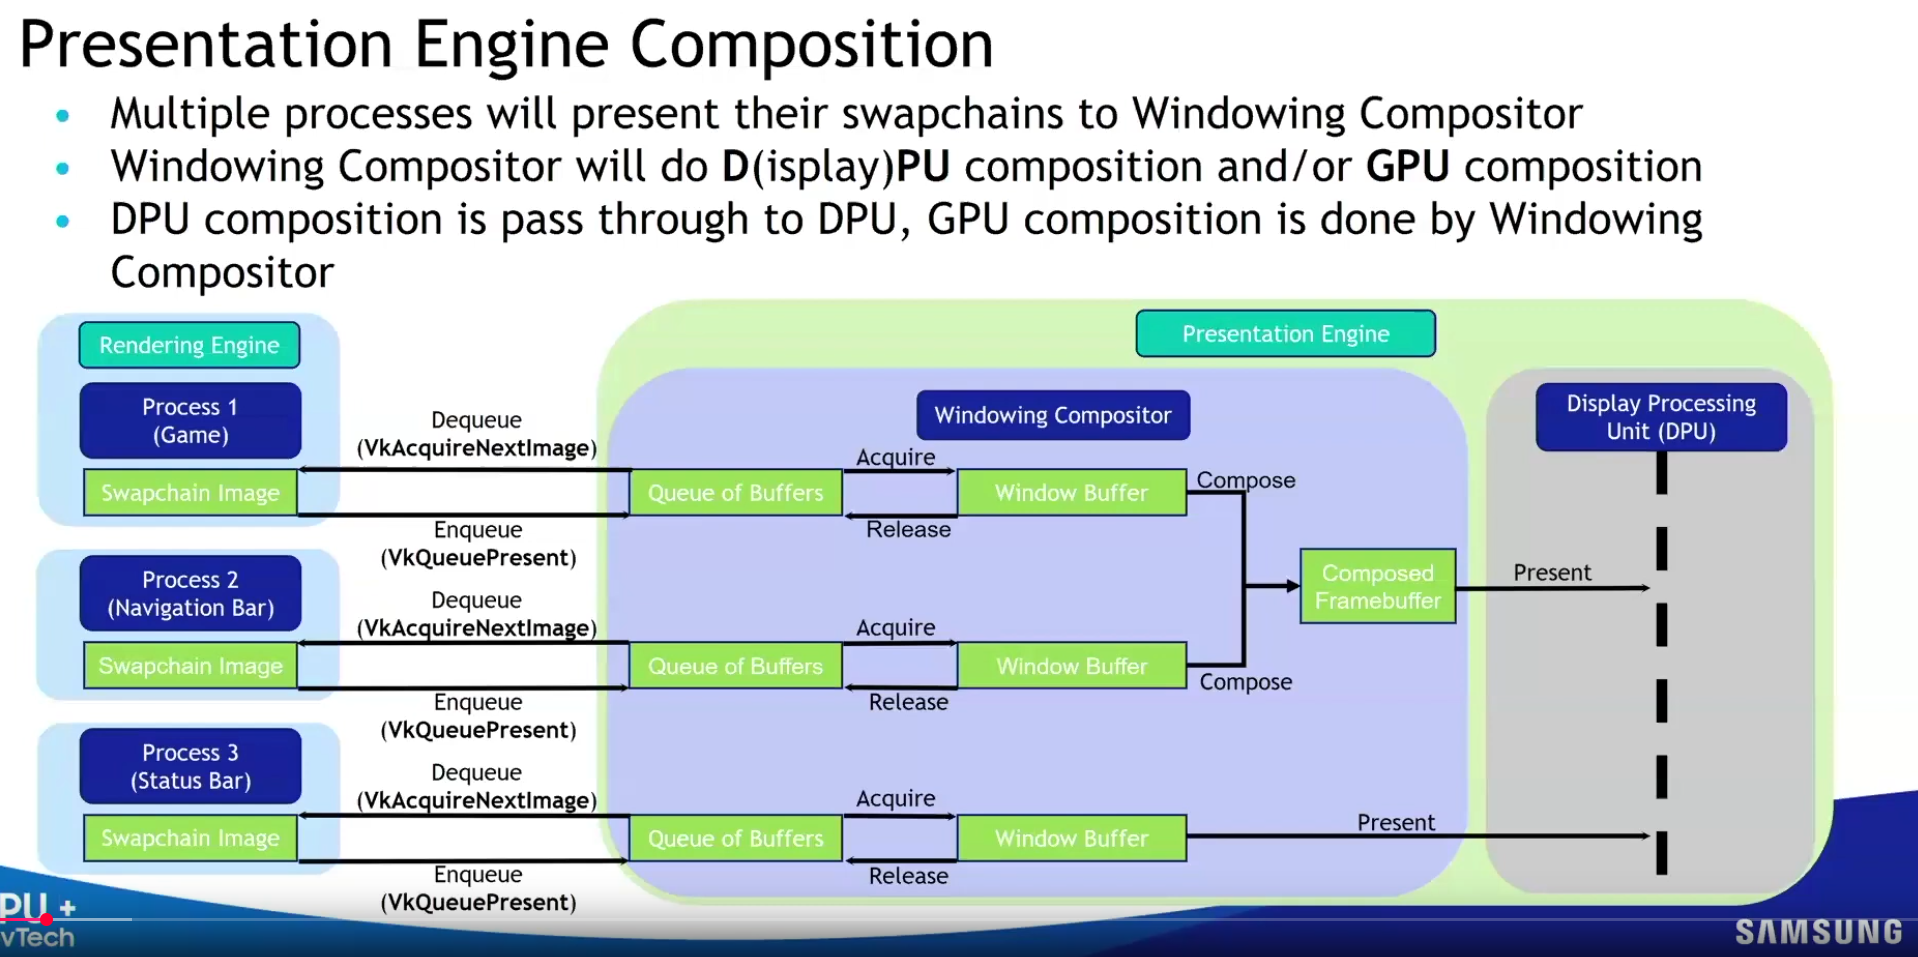 Presentation Engine Composition
• Multiple processes will present their swapchains to Windowing Compositor
• Windowing Compositor will do D(isplay)PU composition and/or GPU composition
• DPU composition is pass through to DPU, GPU composition is done by Windowing
Compositor
Rendering Engine
Presentation Engine
Process 1
(Game)
Swapchain Image
Dequeue
(VkAcquireNextImage)
Enqueue
(VkQueuePresent)
Windowing Compositor
Queue of Buffers
Acquire
Release
Window Buffer
Compose
Display Processing
Unit (DPU)
Process 2
(Navigation Bar)
Swapchain Image
Dequeue
(VkAcquireNextImage)
Enqueue
(VkQueuePresent)
Queue of Buffers
Acquire
Release
Window Buffer
Compose
Composed
Framebuffer
Present
Process 3
(Status Bar)
Swapchain Image
Dequeue
(VkAcquireNextImage)
Enqueue
(VkQueuePresent)
Queue of Buffers
Acquire
Release
Window Buffer
Present
PU +
vTech
SAMSUNG